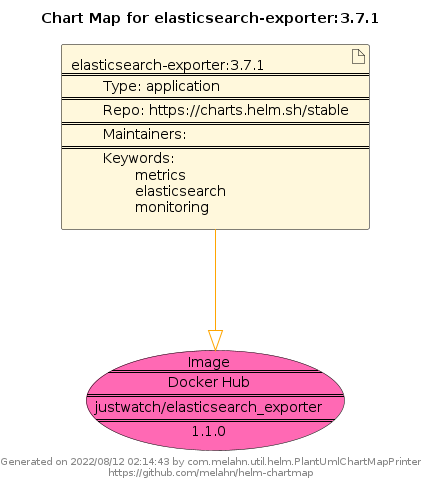 Chart Map for elasticsearch-exporter:3.7.1
elasticsearch-exporter:3.7.1
Type: application
Repo: https://charts.helm.sh/stable
Maintainers:
Keywords:
metrics
elasticsearch
monitoring
Image
Docker Hub
justwatch/elasticsearch_exporter
1.1.0
Generated on 2022/08/12 02:14:43 by com.melahn.util.helm.PlantUmlChartMapPrinter
https://github.com/melahn/helm-chartmap